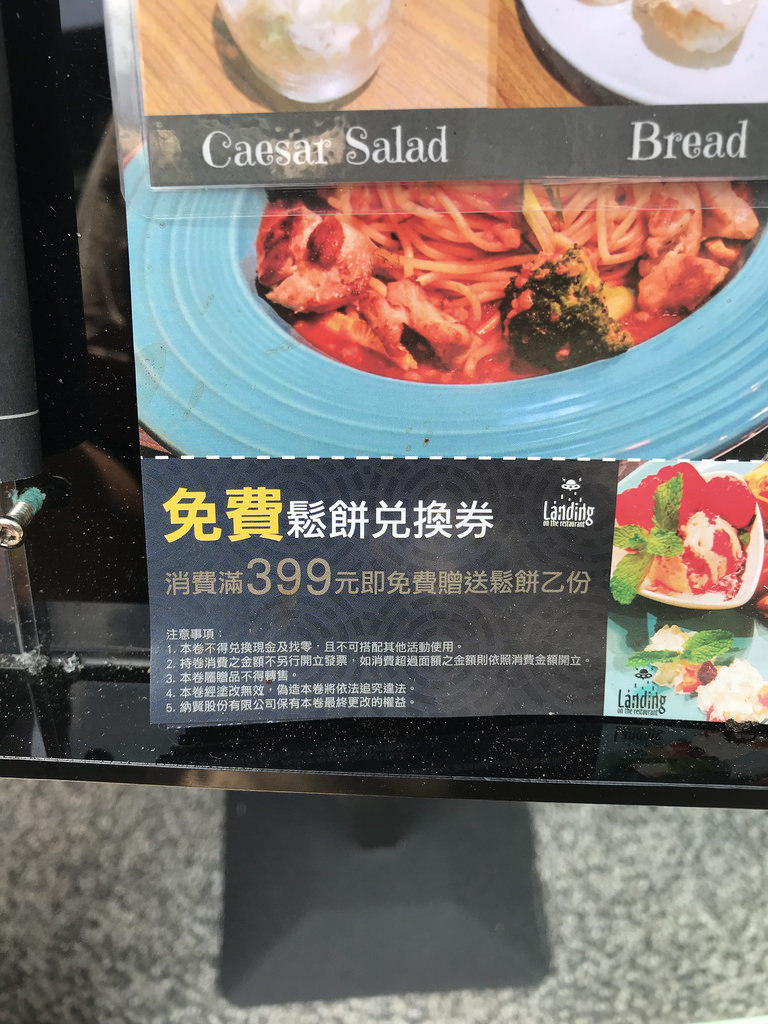 Caesar Salad
Bread
免費鬆餅兌換券
Landing
on the restaurant
消費滿399元即免費贈送鬆餅乙份
注意事項：
1. 本卷不得兌換現金及找零，且不可搭配其他活動使用。
2. 持卷消費之金額不另行開立發票，如消費超過面額之金額則依照消費金額開立。
3. 本卷屬贈品不得轉售。
4. 本卷經塗改無效，偽造本卷將依法追究違法。
5. 納賢股份有限公司保有本卷最終更改的權益。
Landing
on the restaurant